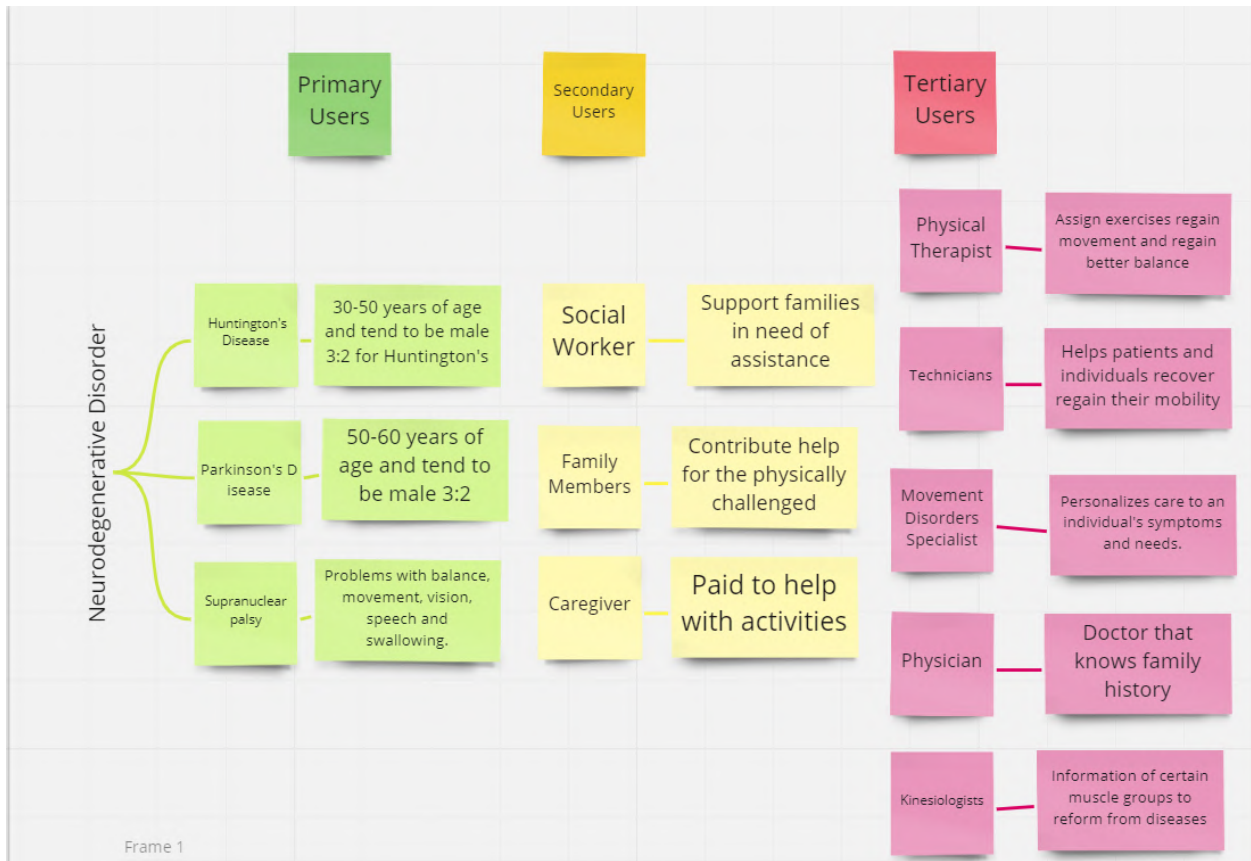 Primary
Users
Secondary
Users
Tertiary
Users
Neurodegenerative Disorder
Huntington's
Disease
30-50 years of age
and tend to be male
3:2 for Huntington's
Parkinson's D
isease
50-60 years of
age and tend to
be male 3:2
Supranuclear
palsy
Problems with balance,
movement, vision,
speech and
swallowing.
Social
Worker
Support families
in need of
assistance
Family
Members
Contribute help
for the physically
challenged
Caregiver
Paid to help
with activities
Physical
Therapist
Assign exercises regain
movement and regain
better balance
Technicians
Helps patients and
individuals recover
regain their mobility
Movement
Disorders
Specialist
Personalizes care to an
individual's symptoms
and needs.
Physician
Doctor that
knows family
history
Kinesiologists
Information of certain
muscle groups to
reform from diseases
Frame 1